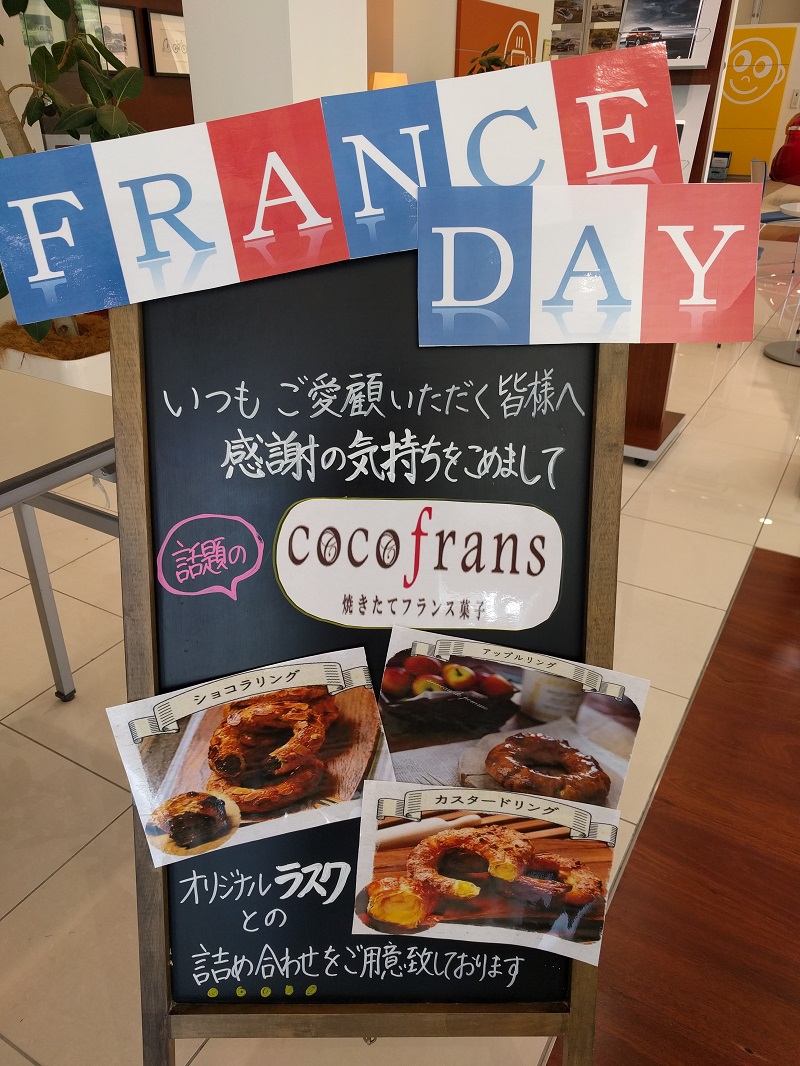 FRANCE
DAY
いつも ご愛顧いただく皆様へ
感謝の気持ちをこめまして
話題の
cocofrans
焼きたてフランス菓子
ショコラリング
アップルリング
カスタードリング
オリジナルラスク
との
詰め合わせをご用意致しております